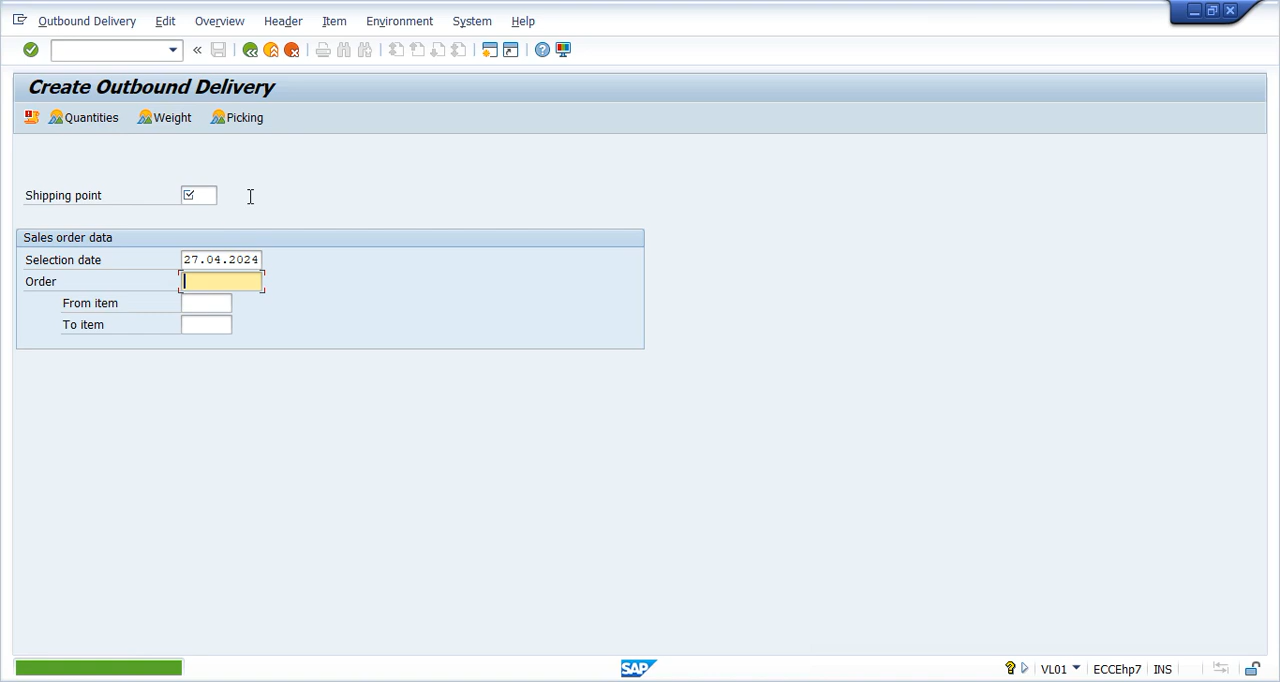 Outbound Delivery Edit Overview Header Item Environment System Help
Create Outbound Delivery
Quantities Weight Picking
Shipping point
Sales order data
Selection date 27.04.2024
Order
From item
To item
SAP VL01 ECCEhp7 INS